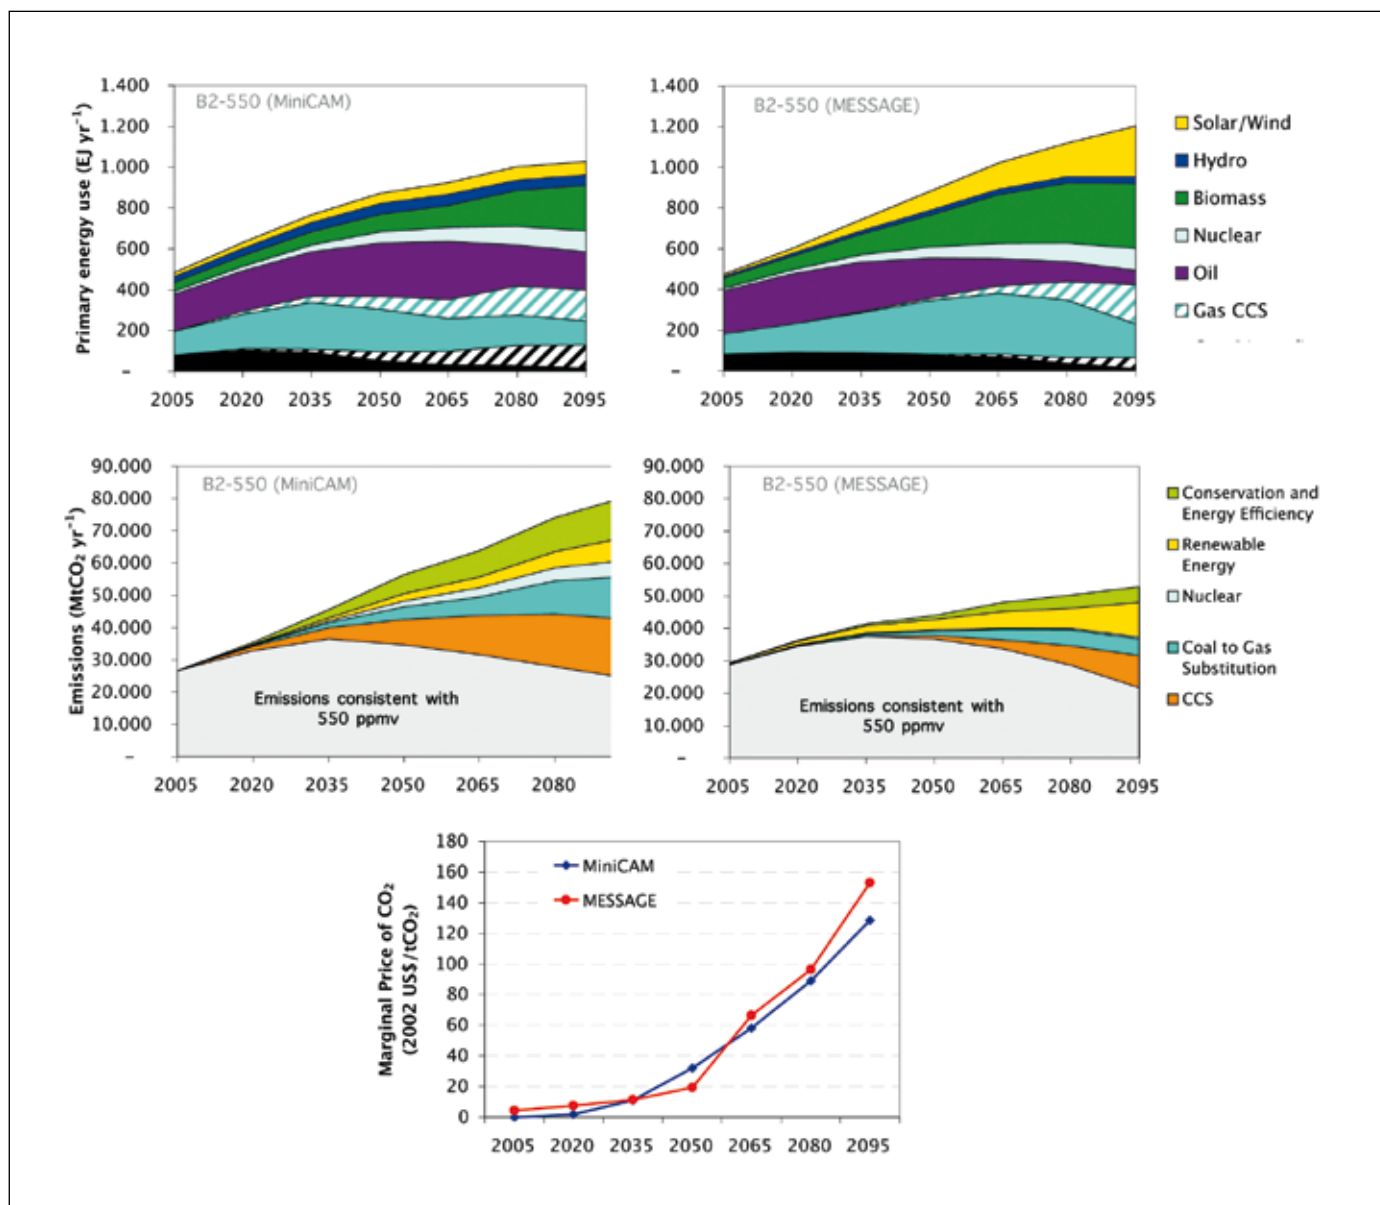 B2-550 (MiniCAM)
Primary energy use (EJ yr⁻¹)
1.400
1.200
1.000
800
600
400
200
–
2005 2020 2035 2050 2065 2080 2095
B2-550 (MESSAGE)
1.400
1.200
1.000
800
600
400
200
–
2005 2020 2035 2050 2065 2080 2095
Solar/Wind
Hydro
Biomass
Nuclear
Oil
Gas CCS
B2-550 (MiniCAM)
Emissions (MtCO₂ yr⁻¹)
90.000
80.000
70.000
60.000
50.000
40.000
30.000
20.000
10.000
–
Emissions consistent with
550 ppmv
2005 2020 2035 2050 2065 2080
B2-550 (MESSAGE)
90.000
80.000
70.000
60.000
50.000
40.000
30.000
20.000
10.000
–
Emissions consistent with
550 ppmv
2005 2020 2035 2050 2065 2080 2095
Conservation and
Energy Efficiency
Renewable
Energy
Nuclear
Coal to Gas
Substitution
CCS
Marginal Price of CO₂
(2002 US$/tCO₂)
180
160
140
120
100
80
60
40
20
0
MiniCAM
MESSAGE
2005 2020 2035 2050 2065 2080 2095